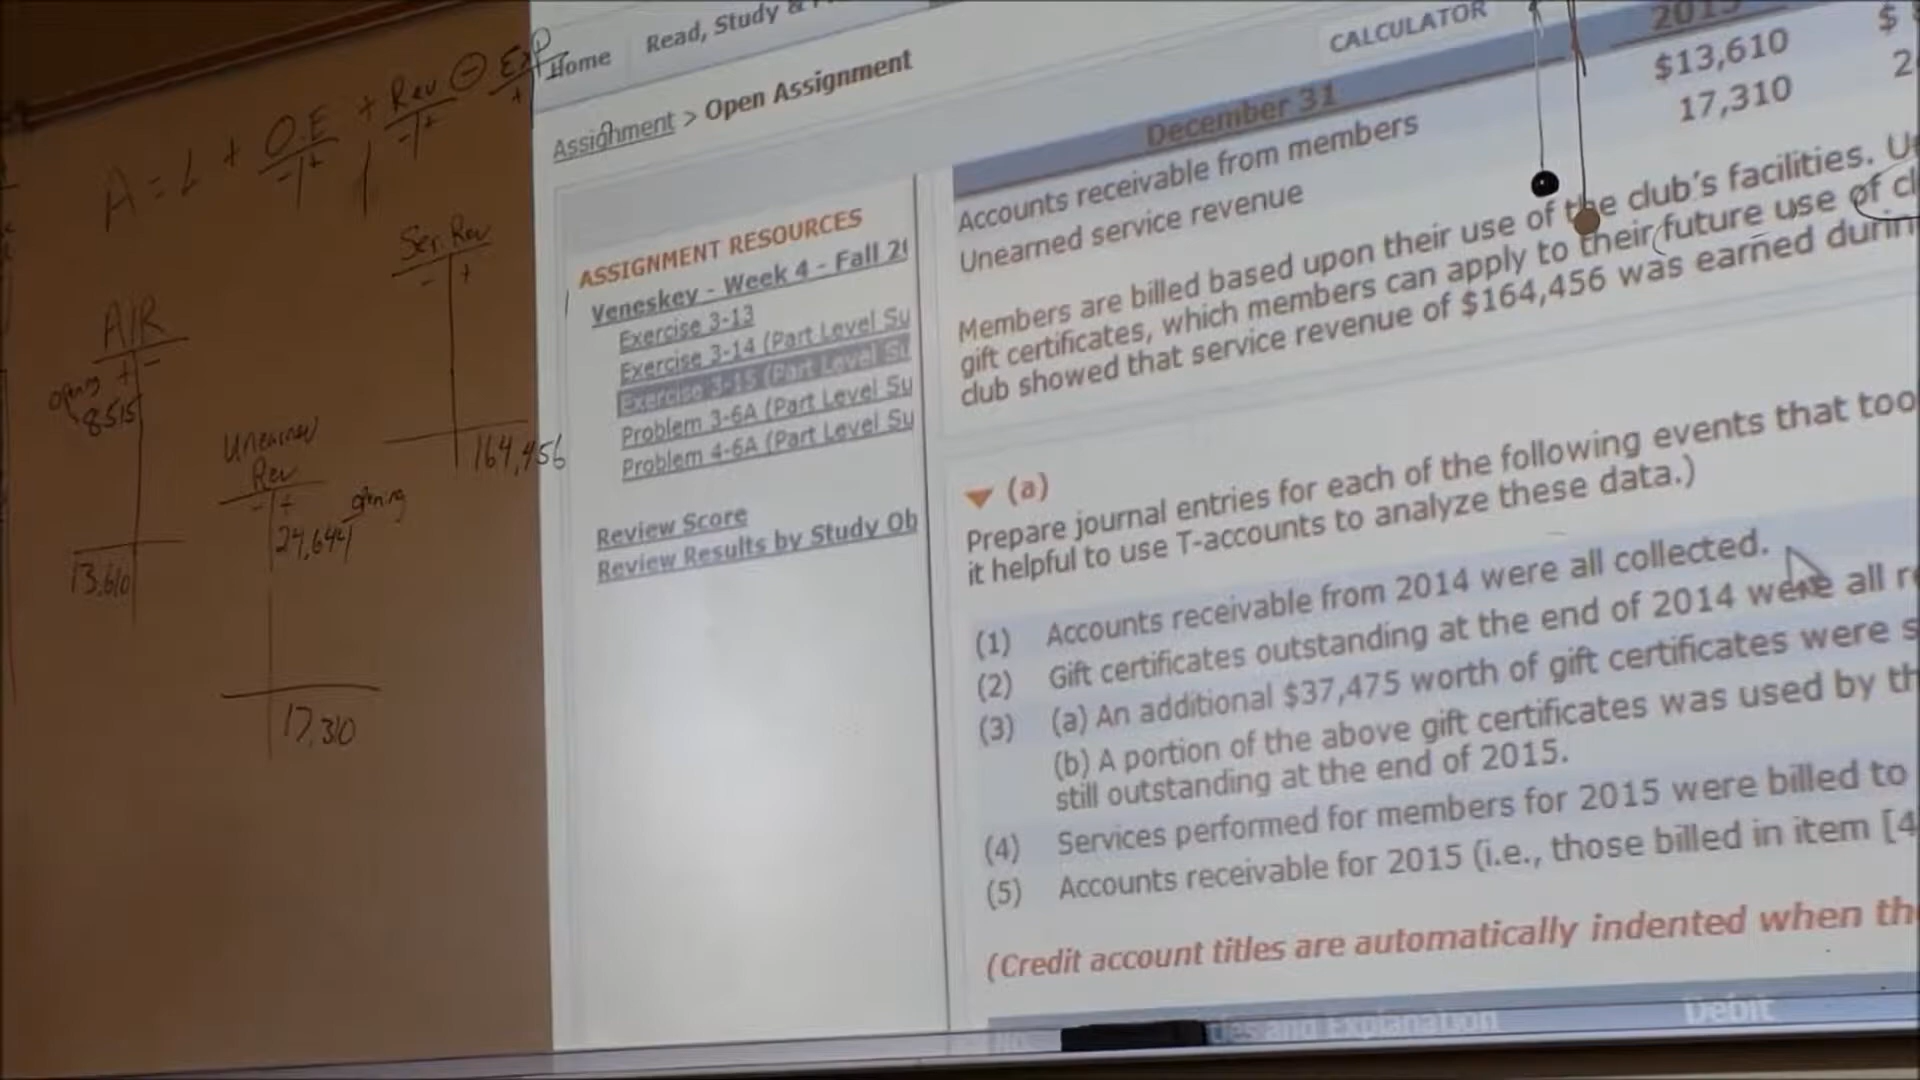 A = L + O.E + Rev - Exp
- + - + +
Ser. Rev
- +
164,456
A/R
+ -
opening
8515
13,610
Unearned
Rev
- +
24,644 opening
17,310
Home Read, Study &
CALCULATOR
Assignment > Open Assignment
ASSIGNMENT RESOURCES
Veneskey - Week 4 - Fall 2
Exercise 3-13
Exercise 3-14 (Part Level Su
Exercise 3-15 (Part Level Su
Problem 3-6A (Part Level Su
Problem 4-6A (Part Level Su
Review Score
Review Results by Study Ob
December 31 2015
Accounts receivable from members $13,610 $
Unearned service revenue 17,310 2
Members are billed based upon their use of the club's facilities. U
gift certificates, which members can apply to their future use of cl
club showed that service revenue of $164,456 was earned durin
(a)
Prepare journal entries for each of the following events that too
it helpful to use T-accounts to analyze these data.)
(1) Accounts receivable from 2014 were all collected.
(2) Gift certificates outstanding at the end of 2014 were all r
(3) (a) An additional $37,475 worth of gift certificates were s
(b) A portion of the above gift certificates was used by th
still outstanding at the end of 2015.
(4) Services performed for members for 2015 were billed to
(5) Accounts receivable for 2015 (i.e., those billed in item [4
(Credit account titles are automatically indented when th
and Explanation Debit